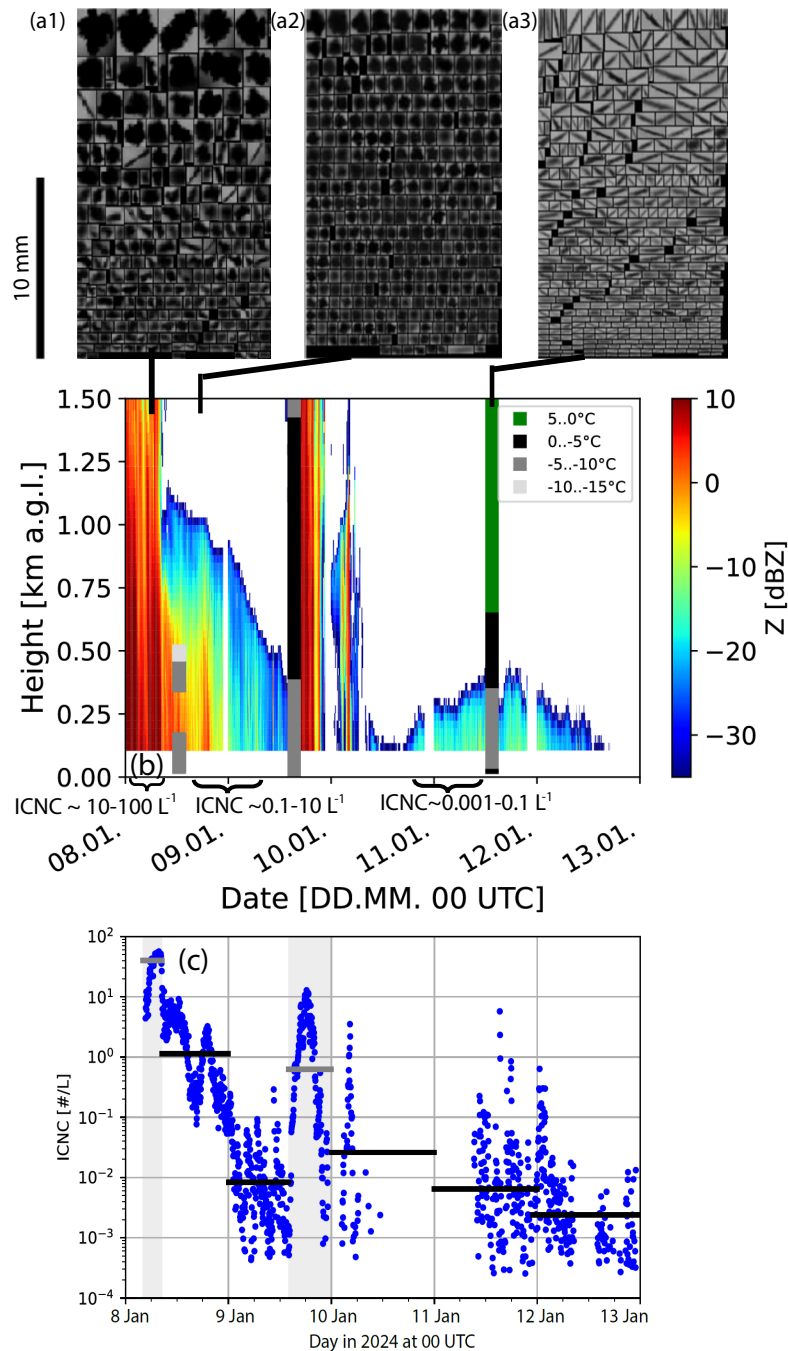 (a1) (a2) (a3)
10 mm
1.50
1.25
1.00
0.75
0.50
0.25
0.00
Height [km a.g.l.]
5..0°C
0..-5°C
-5..-10°C
-10..-15°C
10
0
−10
−20
−30
Z [dBZ]
(b)
ICNC ~ 10-100 L⁻¹ ICNC ~0.1-10 L⁻¹ ICNC~0.001-0.1 L⁻¹
08.01. 09.01. 10.01. 11.01. 12.01. 13.01.
Date [DD.MM. 00 UTC]
(c)
10²
10¹
10⁰
10⁻¹
10⁻²
10⁻³
10⁻⁴
ICNC [#/L]
8 Jan 9 Jan 10 Jan 11 Jan 12 Jan 13 Jan
Day in 2024 at 00 UTC